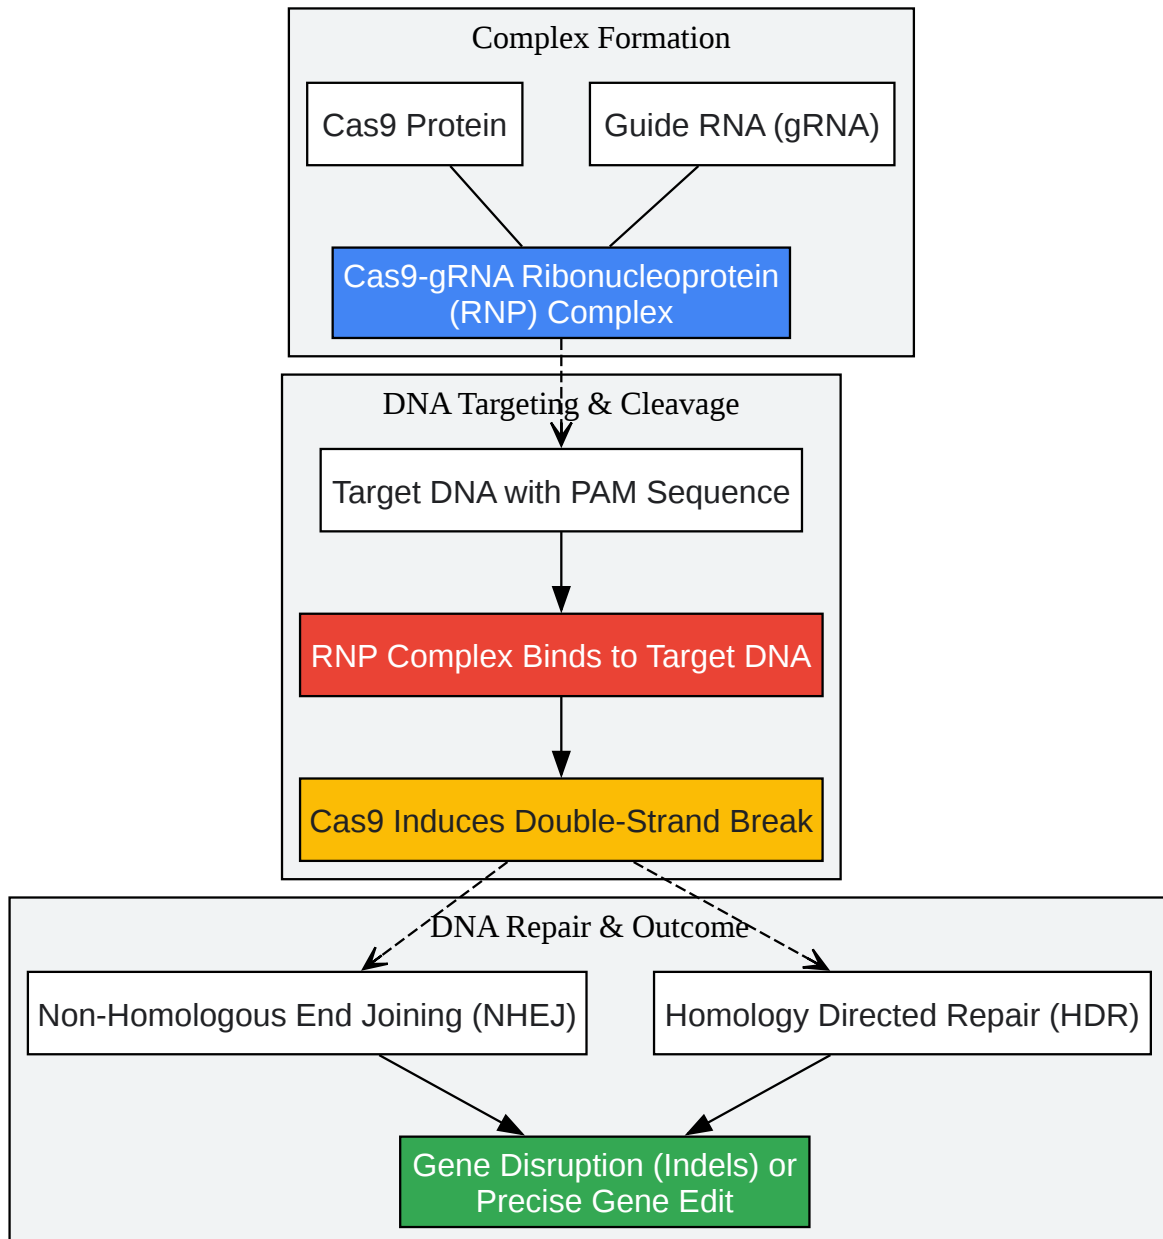 Complex Formation
Cas9 Protein
Guide RNA (gRNA)
Cas9-gRNA Ribonucleoprotein
(RNP) Complex
DNA Targeting & Cleavage
Target DNA with PAM Sequence
RNP Complex Binds to Target DNA
Cas9 Induces Double-Strand Break
DNA Repair & Outcome
Non-Homologous End Joining (NHEJ)
Homology Directed Repair (HDR)
Gene Disruption (Indels) or
Precise Gene Edit